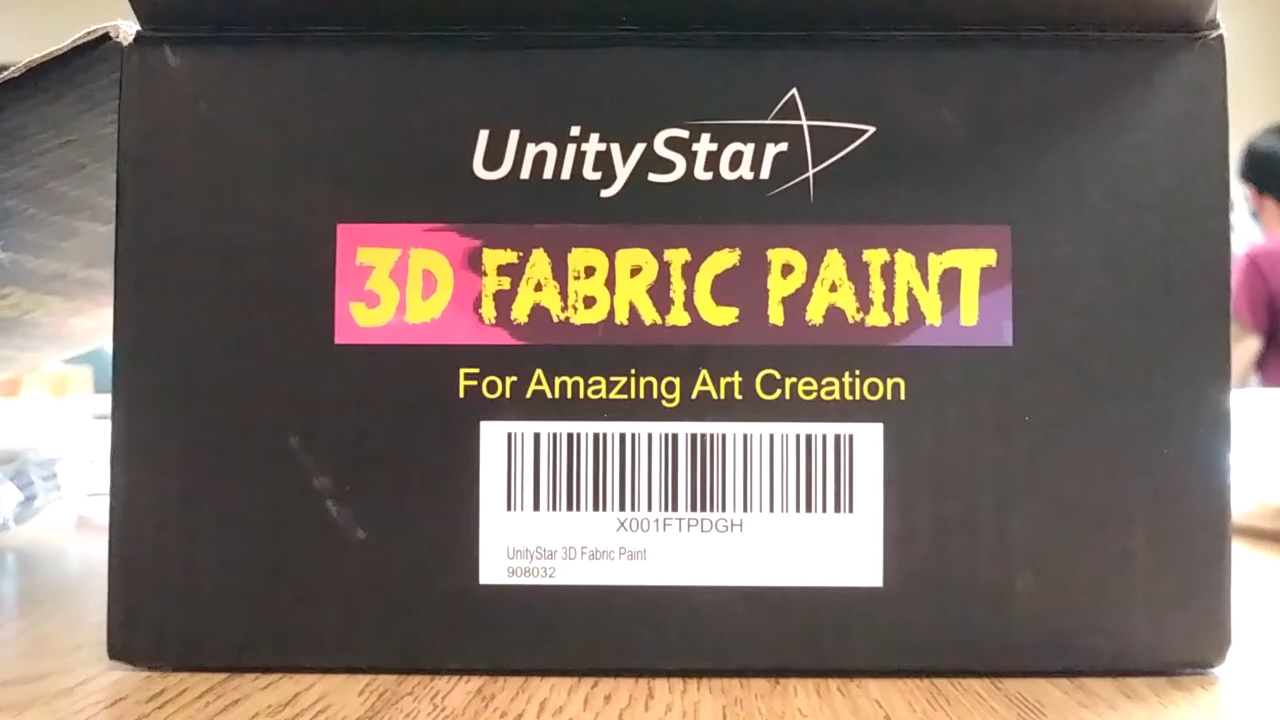 UnityStar
3D FABRIC PAINT
For Amazing Art Creation
X001FTPDGH
UnityStar 3D Fabric Paint
908032